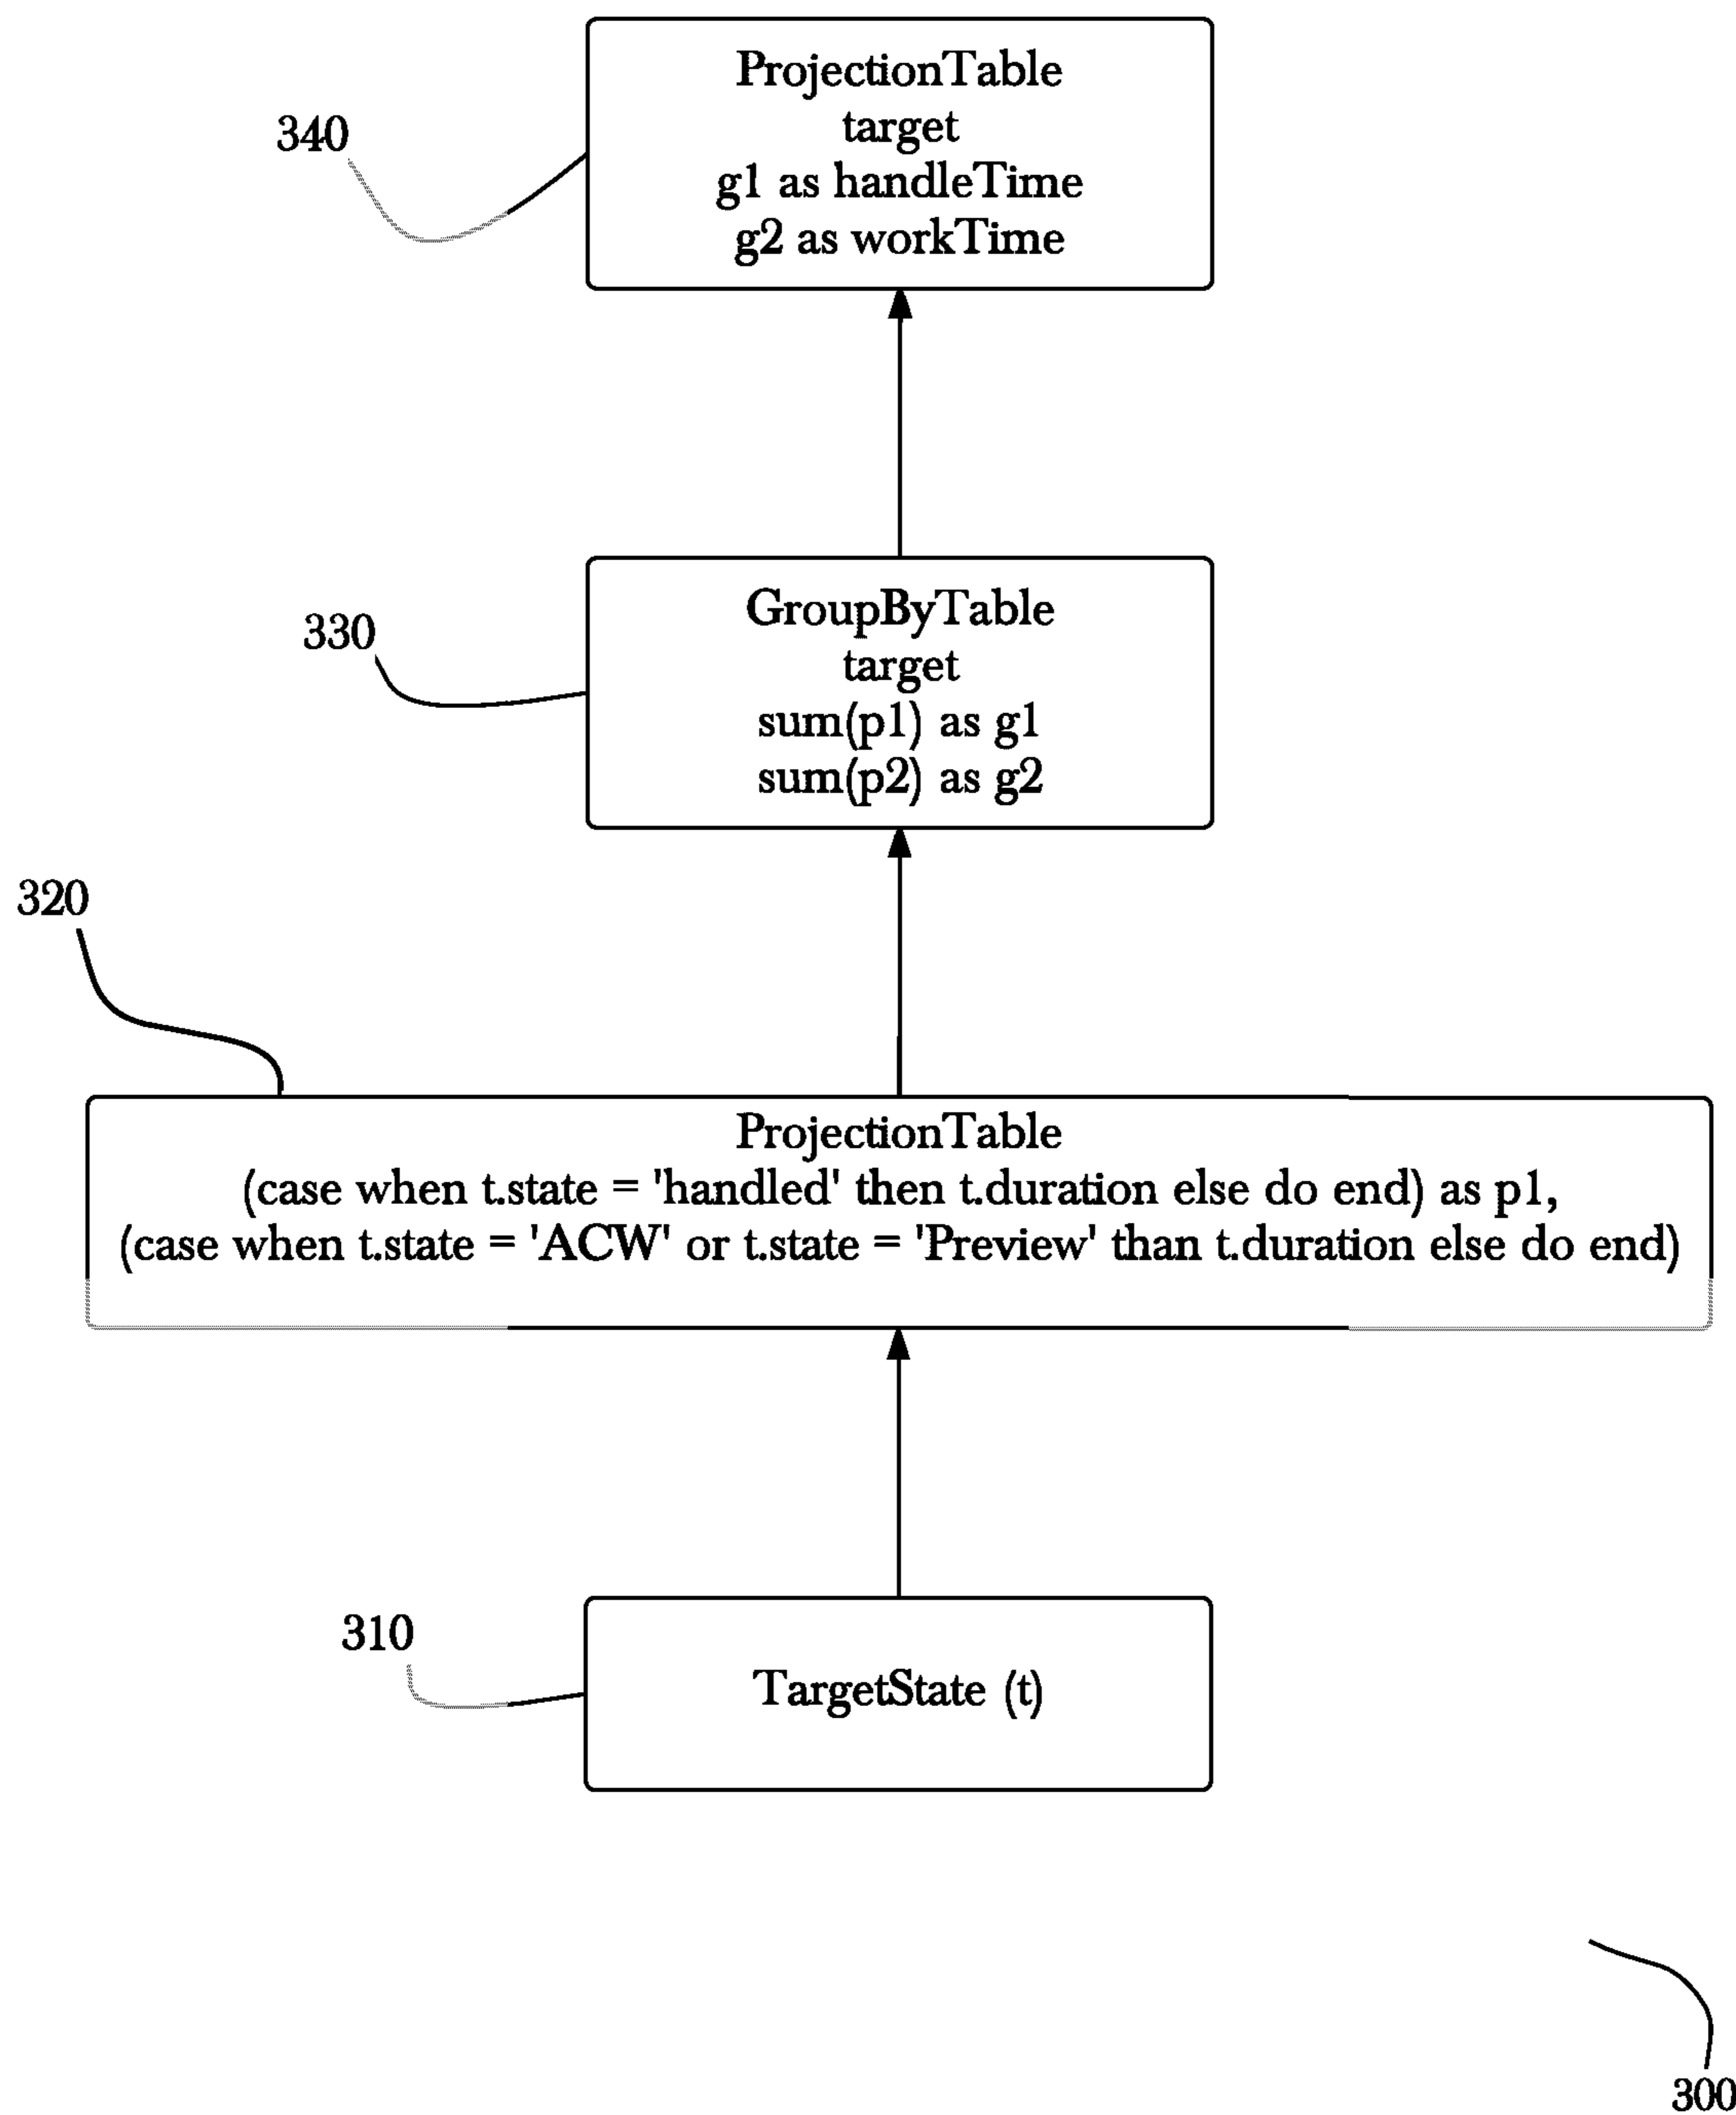 ProjectionTable
target
g1 as handleTime
g2 as workTime
340
GroupByTable
target
sum(p1) as g1
sum(p2) as g2
330
320
ProjectionTable
(case when t.state = 'handled' then t.duration else do end) as p1,
(case when t.state = 'ACW' or t.state = 'Preview' than t.duration else do end)
310
TargetState (t)
300